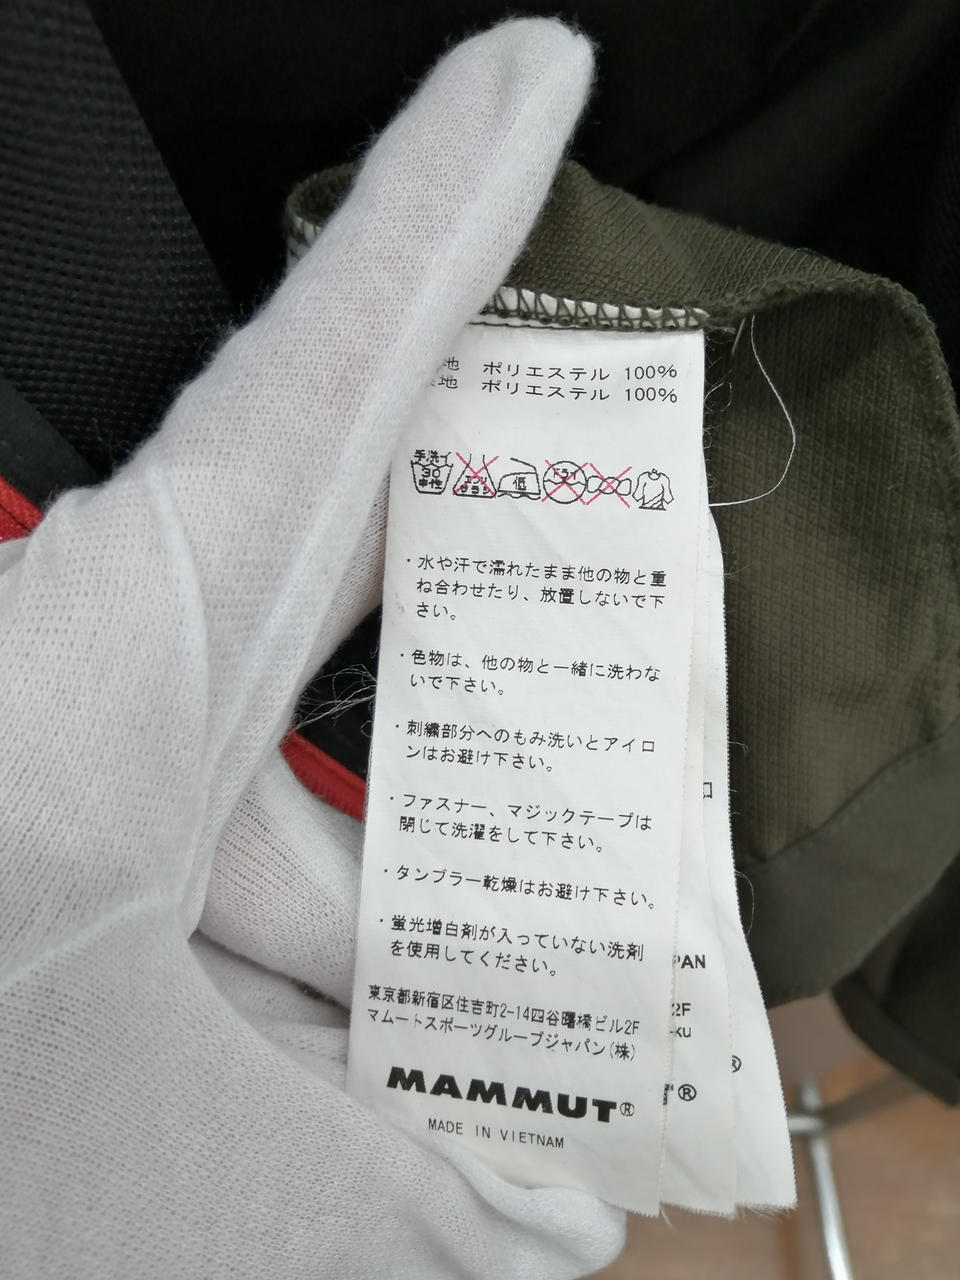 地 ポリエステル 100%
地 ポリエステル 100%
手洗イ
30
中性
エンソ
サラシ
低
ドライ
・水や汗で濡れたまま他の物と重
ね合わせたり、放置しないで下
さい。
・色物は、他の物と一緒に洗わな
いで下さい。
・刺繍部分へのもみ洗いとアイロ
ンはお避け下さい。
・ファスナー、マジックテープは
閉じて洗濯をして下さい。
・タンブラー乾燥はお避け下さい。
・蛍光増白剤が入っていない洗剤
を使用してください。
東京都新宿区住吉町2-14四谷曙橋ビル2F
マムートスポーツグループジャパン(株)
MAMMUT®
MADE IN VIETNAM
PAN
2F
-KU
T®
®